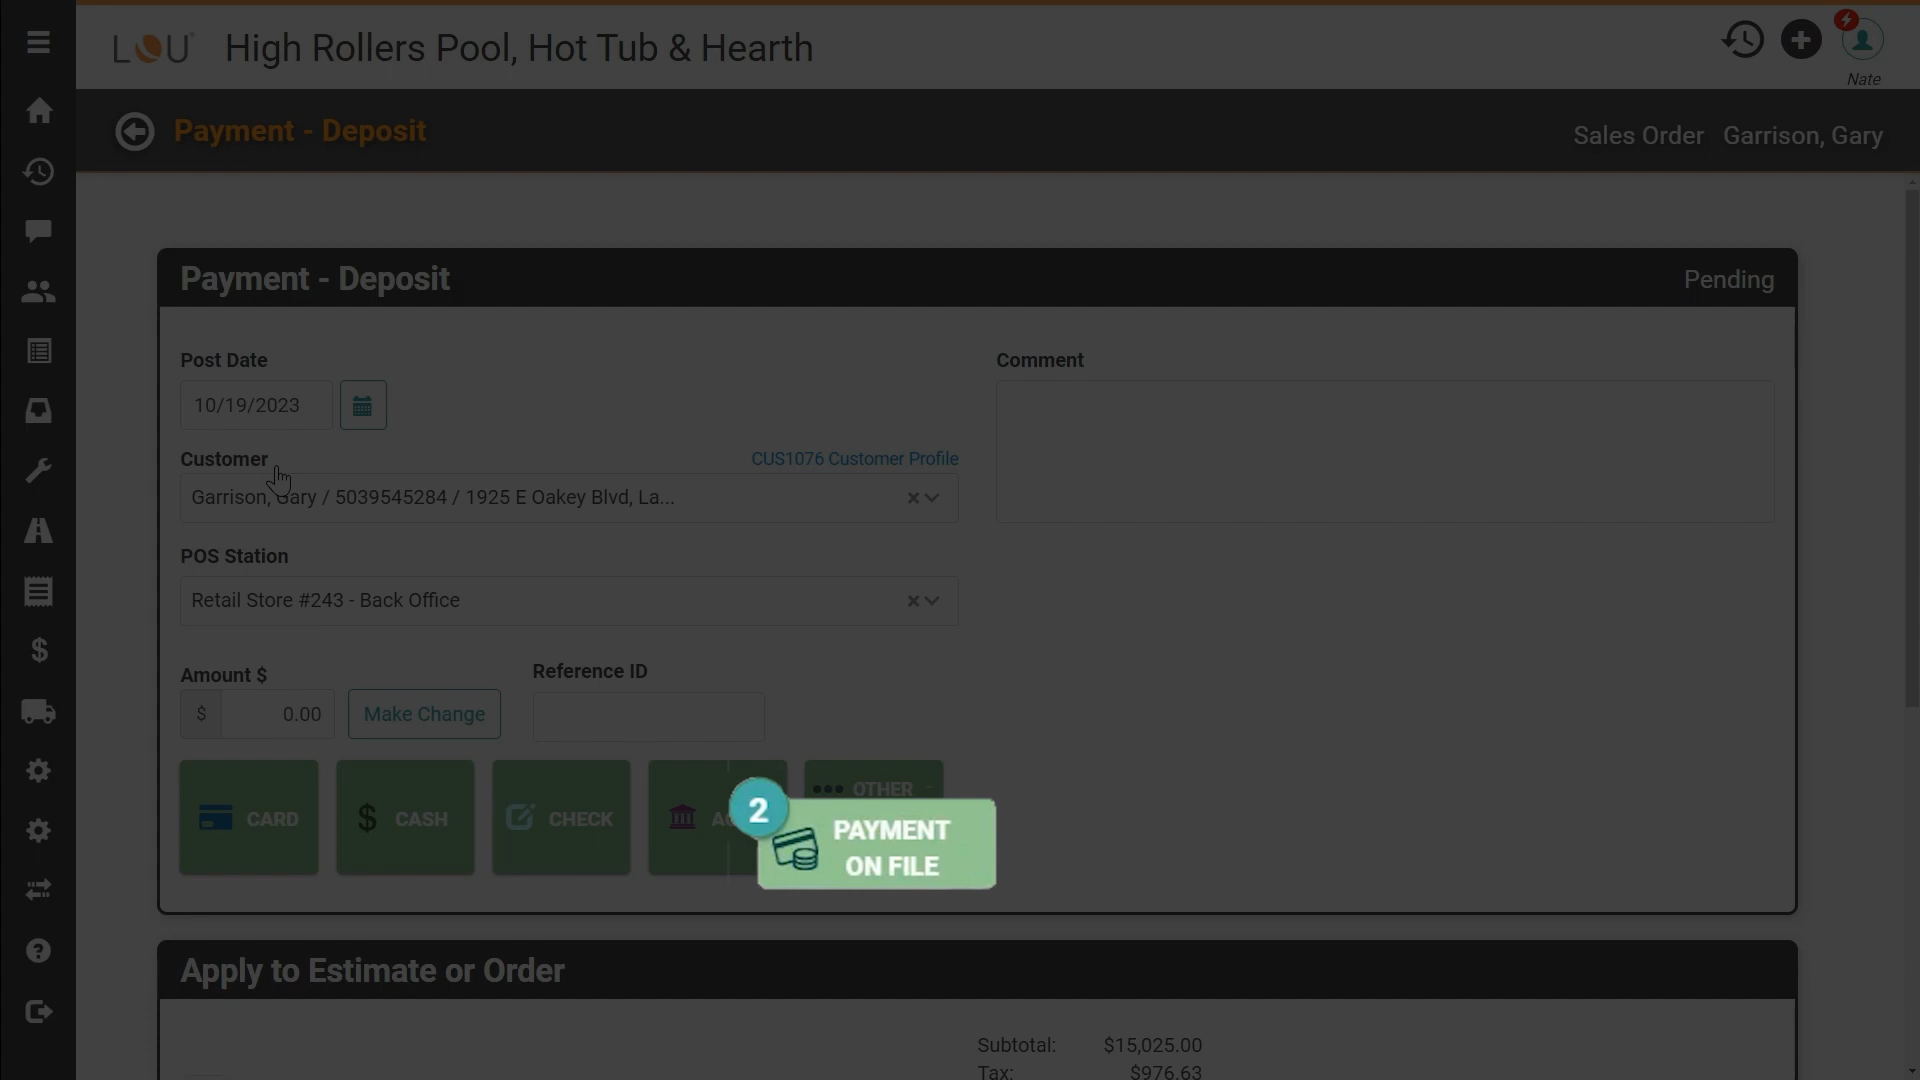 LOU High Rollers Pool, Hot Tub & Hearth
Nate
Payment - Deposit
Sales Order Garrison, Gary
Payment - Deposit
Pending
Post Date
10/19/2023
Comment
Customer
CUS1076 Customer Profile
Garrison, Gary / 5039545284 / 1925 E Oakey Blvd, La...
POS Station
Retail Store #243 - Back Office
Amount $
Reference ID
$ 0.00
Make Change
CARD
$ CASH
CHECK
OTHER
2
PAYMENT
ON FILE
Apply to Estimate or Order
Subtotal: $15,025.00
Tax: $976.63